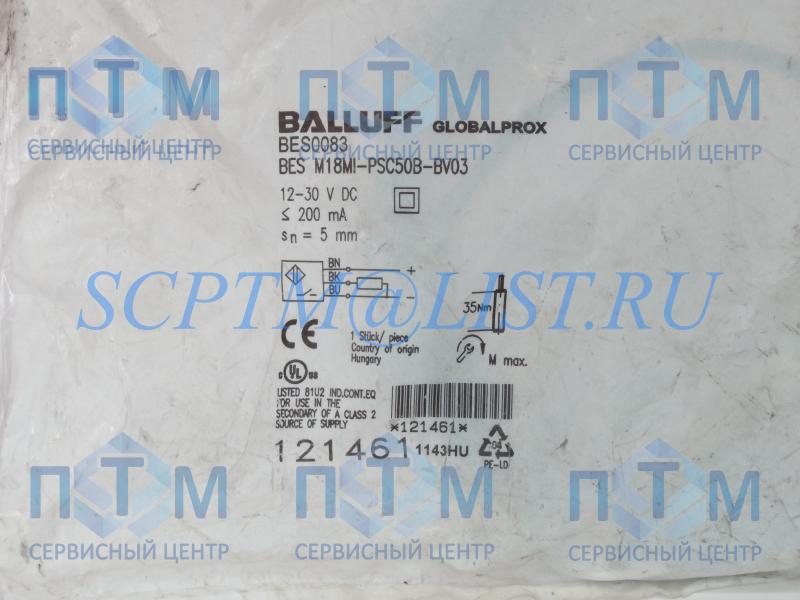 ПТМ
СЕРВИСНЫЙ ЦЕНТР
ПТМ
СЕРВИСНЫЙ ЦЕНТР
ПТМ
СЕРВИСНЫЙ ЦЕНТР
BALLUFF GLOBALPROX
BES0083
BES M18MI-PSC50B-BV03
12-30 V DC
≤ 200 mA
sn = 5 mm
BN +
BK
BU -
SCPTM@LIST.RU
35Nm
M max.
CE
1 Stück/ piece
Country of origin
Hungary
c UL us
LISTED 81U2 IND.CONT.EQ
FOR USE IN THE
SECONDARY OF A CLASS 2
SOURCE OF SUPPLY
*121461*
121461 1143HU
04
PE-LD
ПТМ
СЕРВИСНЫЙ ЦЕНТР
ПТМ
СЕРВИСНЫЙ ЦЕНТР
ПТМ
СЕРВИСНЫЙ ЦЕНТР